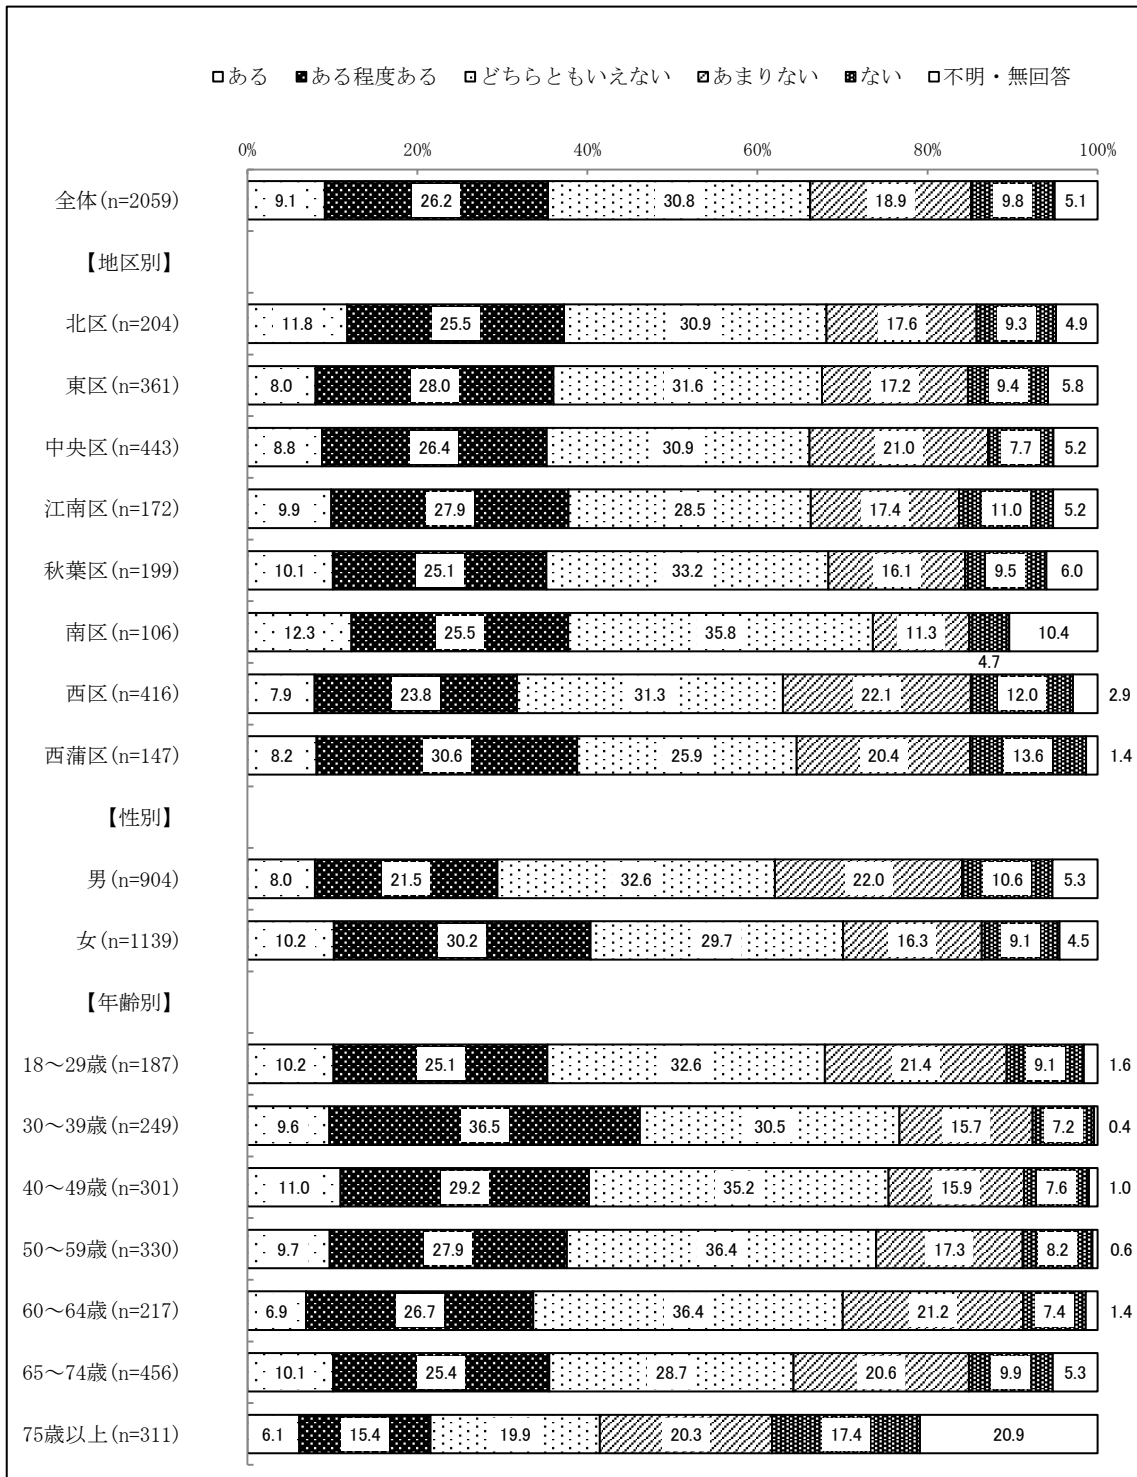 □ある ■ある程度ある □どちらともいえない □あまりない ■ない □不明・無回答
0% 20% 40% 60% 80% 100%
全体(n=2059) 9.1 26.2 30.8 18.9 9.8 5.1
【地区別】
北区(n=204) 11.8 25.5 30.9 17.6 9.3 4.9
東区(n=361) 8.0 28.0 31.6 17.2 9.4 5.8
中央区(n=443) 8.8 26.4 30.9 21.0 7.7 5.2
江南区(n=172) 9.9 27.9 28.5 17.4 11.0 5.2
秋葉区(n=199) 10.1 25.1 33.2 16.1 9.5 6.0
南区(n=106) 12.3 25.5 35.8 11.3 10.4
4.7
西区(n=416) 7.9 23.8 31.3 22.1 12.0 2.9
西蒲区(n=147) 8.2 30.6 25.9 20.4 13.6 1.4
【性別】
男(n=904) 8.0 21.5 32.6 22.0 10.6 5.3
女(n=1139) 10.2 30.2 29.7 16.3 9.1 4.5
【年齢別】
18～29歳(n=187) 10.2 25.1 32.6 21.4 9.1 1.6
30～39歳(n=249) 9.6 36.5 30.5 15.7 7.2 0.4
40～49歳(n=301) 11.0 29.2 35.2 15.9 7.6 1.0
50～59歳(n=330) 9.7 27.9 36.4 17.3 8.2 0.6
60～64歳(n=217) 6.9 26.7 36.4 21.2 7.4 1.4
65～74歳(n=456) 10.1 25.4 28.7 20.6 9.9 5.3
75歳以上(n=311) 6.1 15.4 19.9 20.3 17.4 20.9